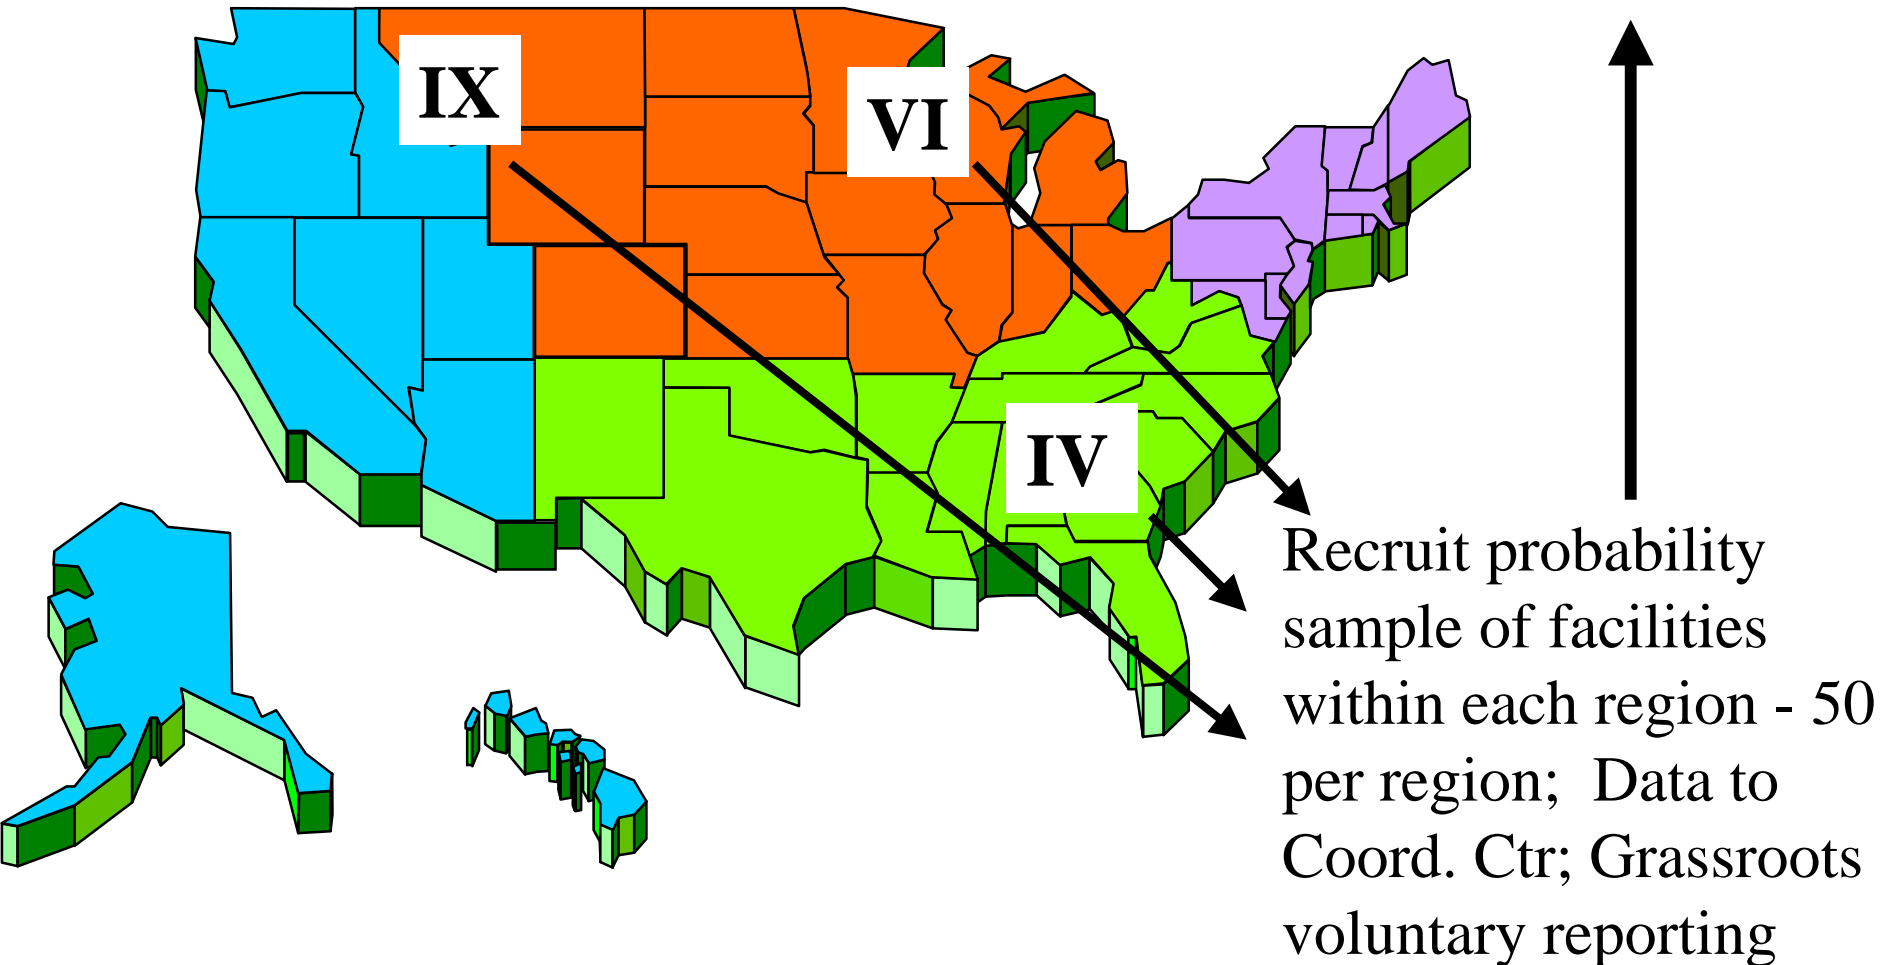 IX
VI
IV
Recruit probability
sample of facilities
within each region - 50
per region;  Data to
Coord. Ctr; Grassroots
voluntary reporting